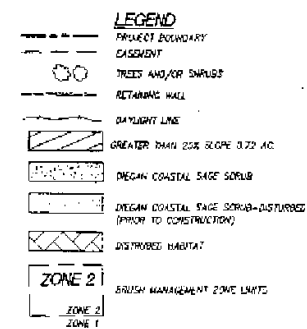 LEGEND
PROJECT BOUNDARY
EASEMENT
TREES AND/OR SHRUBS
RETAINING WALL
DAYLIGHT LINE
GREATER THAN 25% SLOPE 0.72 AC.
DIEGAN COASTAL SAGE SCRUB
DIEGAN COASTAL SAGE SCRUB-DISTURBED
(PRIOR TO CONSTRUCTION)
DISTRUBED HABITAT
ZONE 2
BRUSH MANAGEMENT ZONE LIMITS
ZONE 2
ZONE 1